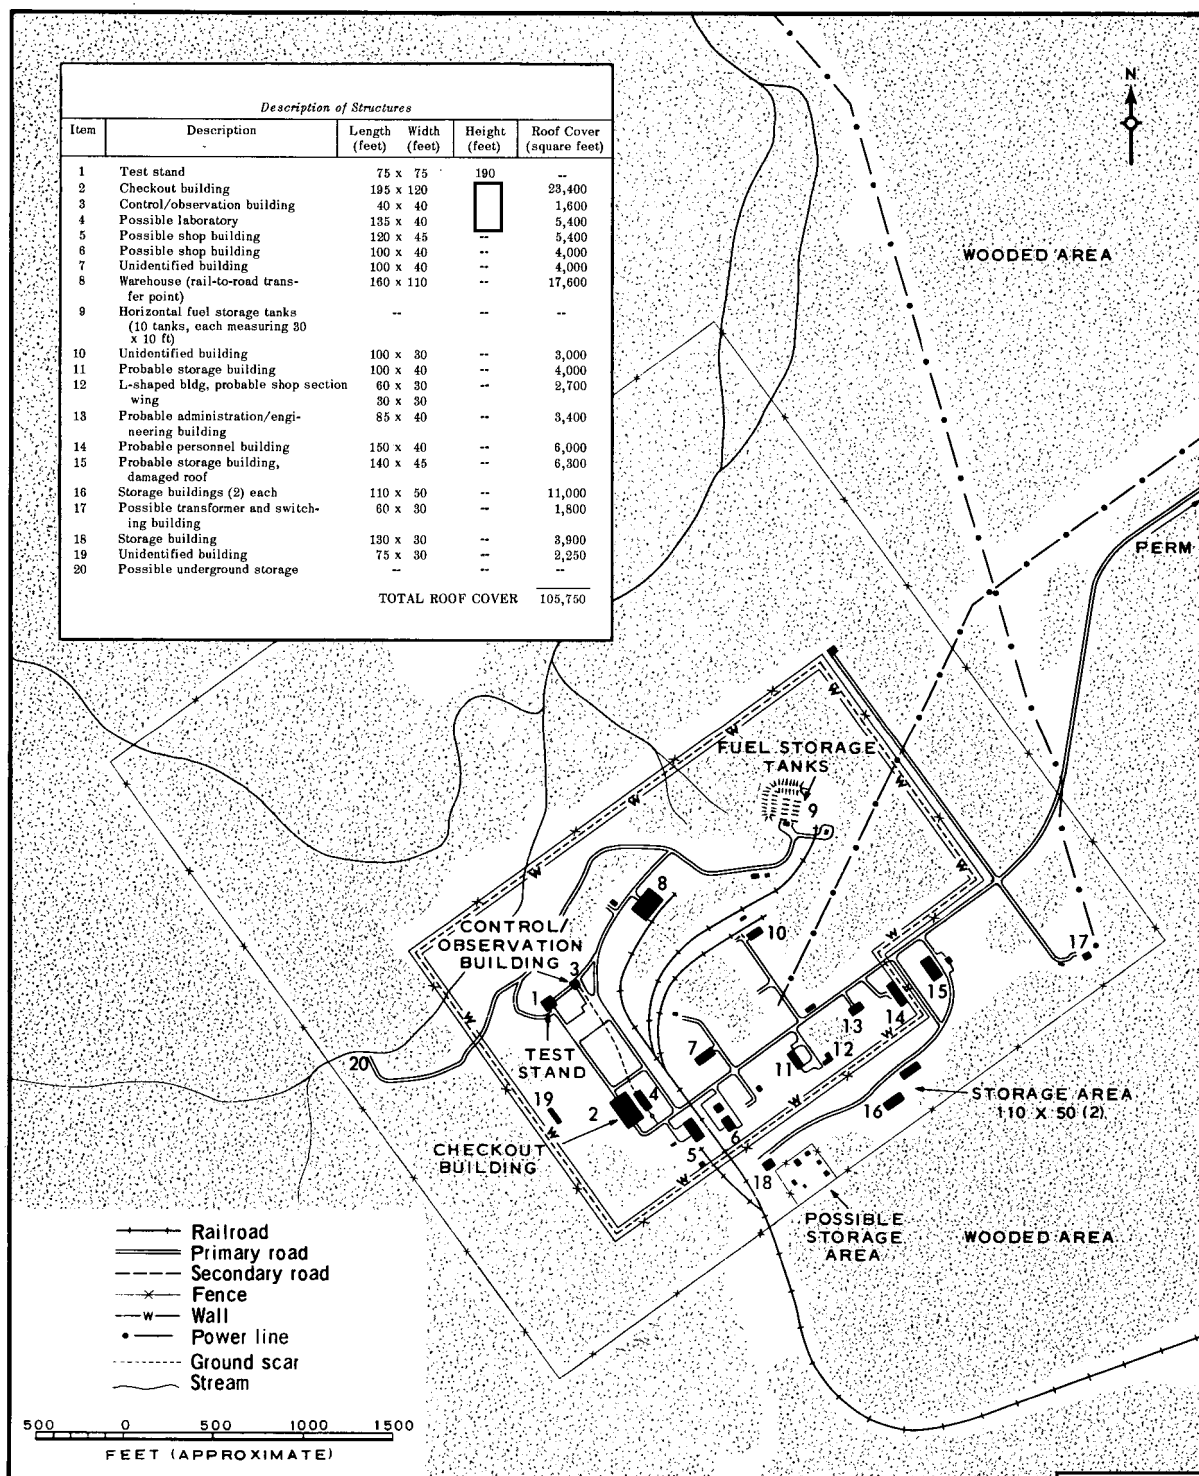 Description of Structures
Item Description Length (feet) Width (feet) Height (feet) Roof Cover (square feet)
1 Test stand 75 x 75 190 --
2 Checkout building 195 x 120 23,400
3 Control/observation building 40 x 40 1,600
4 Possible laboratory 135 x 40 5,400
5 Possible shop building 120 x 45 -- 5,400
6 Possible shop building 100 x 40 -- 4,000
7 Unidentified building 100 x 40 -- 4,000
8 Warehouse (rail-to-road trans- 160 x 110 -- 17,600
fer point)
9 Horizontal fuel storage tanks -- -- --
(10 tanks, each measuring 30
x 10 ft)
10 Unidentified building 100 x 30 -- 3,000
11 Probable storage building 100 x 40 -- 4,000
12 L-shaped bldg, probable shop section 60 x 30 -- 2,700
wing 30 x 30
13 Probable administration/engi- 85 x 40 -- 3,400
neering building
14 Probable personnel building 150 x 40 -- 6,000
15 Probable storage building, 140 x 45 -- 6,300
damaged roof
16 Storage buildings (2) each 110 x 50 -- 11,000
17 Possible transformer and switch- 60 x 30 -- 1,800
ing building
18 Storage building 130 x 30 -- 3,900
19 Unidentified building 75 x 30 -- 2,250
20 Possible underground storage -- -- --
TOTAL ROOF COVER 105,750
N
WOODED AREA
PERM
W
W
FUEL STORAGE
TANKS
W
W
9
W
W
8
CONTROL/
OBSERVATION
BUILDING
W
10
17
3
15
1
14
W
13
W
TEST
STAND
7
12
11
20
W
STORAGE AREA
110 X 50 (2)
16
4
19
2
W
6
W
CHECKOUT
BUILDING
5
W
18
POSSIBLE
STORAGE
AREA
WOODED AREA
Railroad
Primary road
Secondary road
Fence
W Wall
Power line
Ground scar
Stream
500 0 500 1000 1500
FEET (APPROXIMATE)